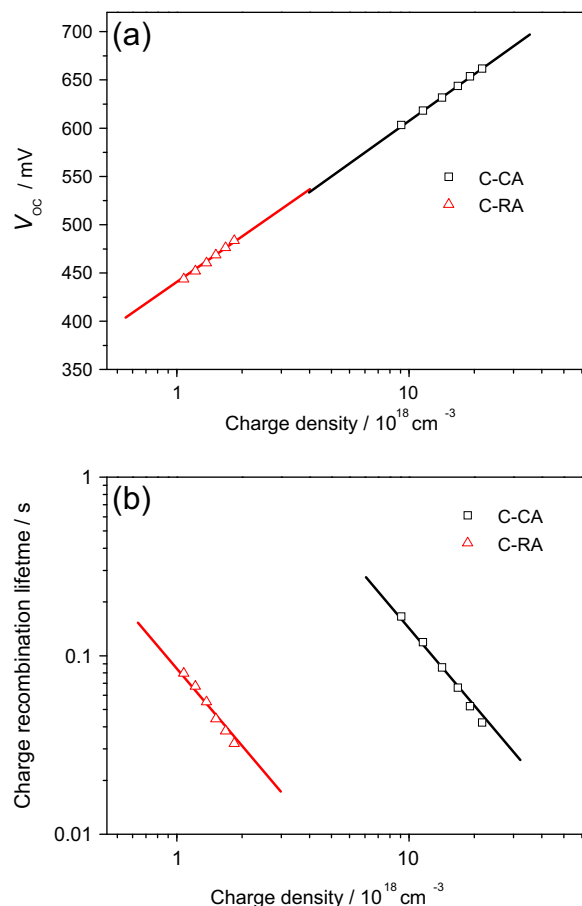 (a)
700
650
600
550
500
450
400
350
V_OC / mV
C-CA
C-RA
1
10
Charge density / 10^18 cm^-3
(b)
1
0.1
0.01
Charge recombination lifetme / s
C-CA
C-RA
1
10
Charge density / 10^18 cm^-3